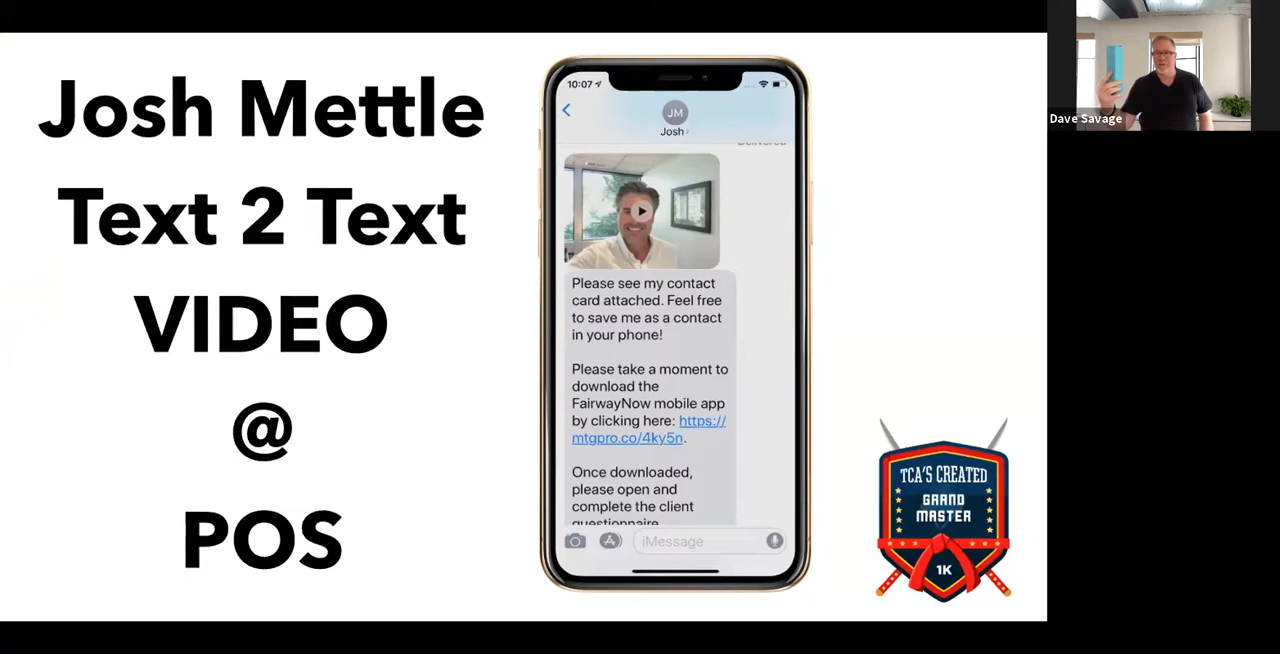 Josh Mettle
Text 2 Text
VIDEO
@
POS
10:07
JM
Josh
Delivered
Please see my contact
card attached. Feel free
to save me as a contact
in your phone!
Please take a moment to
download the
FairwayNow mobile app
by clicking here: https://
mtgpro.co/4ky5n.
Once downloaded,
please open and
complete the client
questionnaire
iMessage
TCA'S CREATED
GRAND
MASTER
1K
Dave Savage